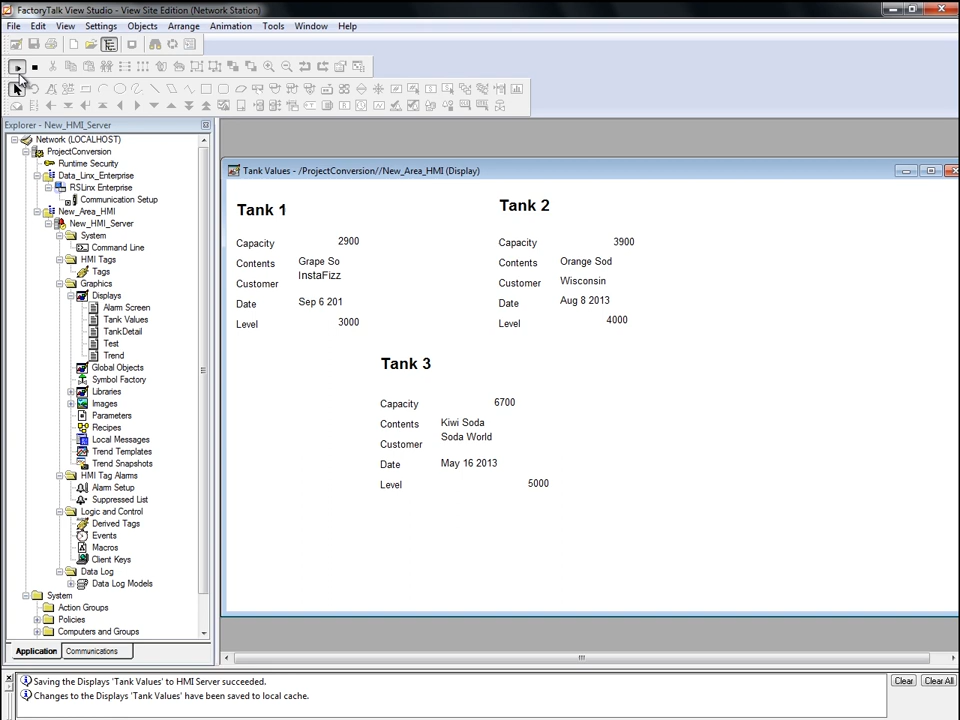 FactoryTalk View Studio - View Site Edition (Network Station)
File Edit View Settings Objects Arrange Animation Tools Window Help
Explorer - New_HMI_Server
Network (LOCALHOST)
ProjectConversion
Runtime Security
Data_Linx_Enterprise
RSLinx Enterprise
Communication Setup
New_Area_HMI
New_HMI_Server
System
Command Line
HMI Tags
Tags
Graphics
Displays
Alarm Screen
Tank Values
TankDetail
Test
Trend
Global Objects
Symbol Factory
Libraries
Images
Parameters
Recipes
Local Messages
Trend Templates
Trend Snapshots
HMI Tag Alarms
Alarm Setup
Suppressed List
Logic and Control
Derived Tags
Events
Macros
Client Keys
Data Log
Data Log Models
System
Action Groups
Policies
Computers and Groups
Application Communications
Tank Values - /ProjectConversion//New_Area_HMI (Display)
Tank 1
Capacity 2900
Contents Grape So
Customer InstaFizz
Date Sep 6 201
Level 3000
Tank 2
Capacity 3900
Contents Orange Sod
Customer Wisconsin
Date Aug 8 2013
Level 4000
Tank 3
Capacity 6700
Contents Kiwi Soda
Customer Soda World
Date May 16 2013
Level 5000
Saving the Displays 'Tank Values' to HMI Server succeeded.
Changes to the Displays 'Tank Values' have been saved to local cache.
Clear Clear All